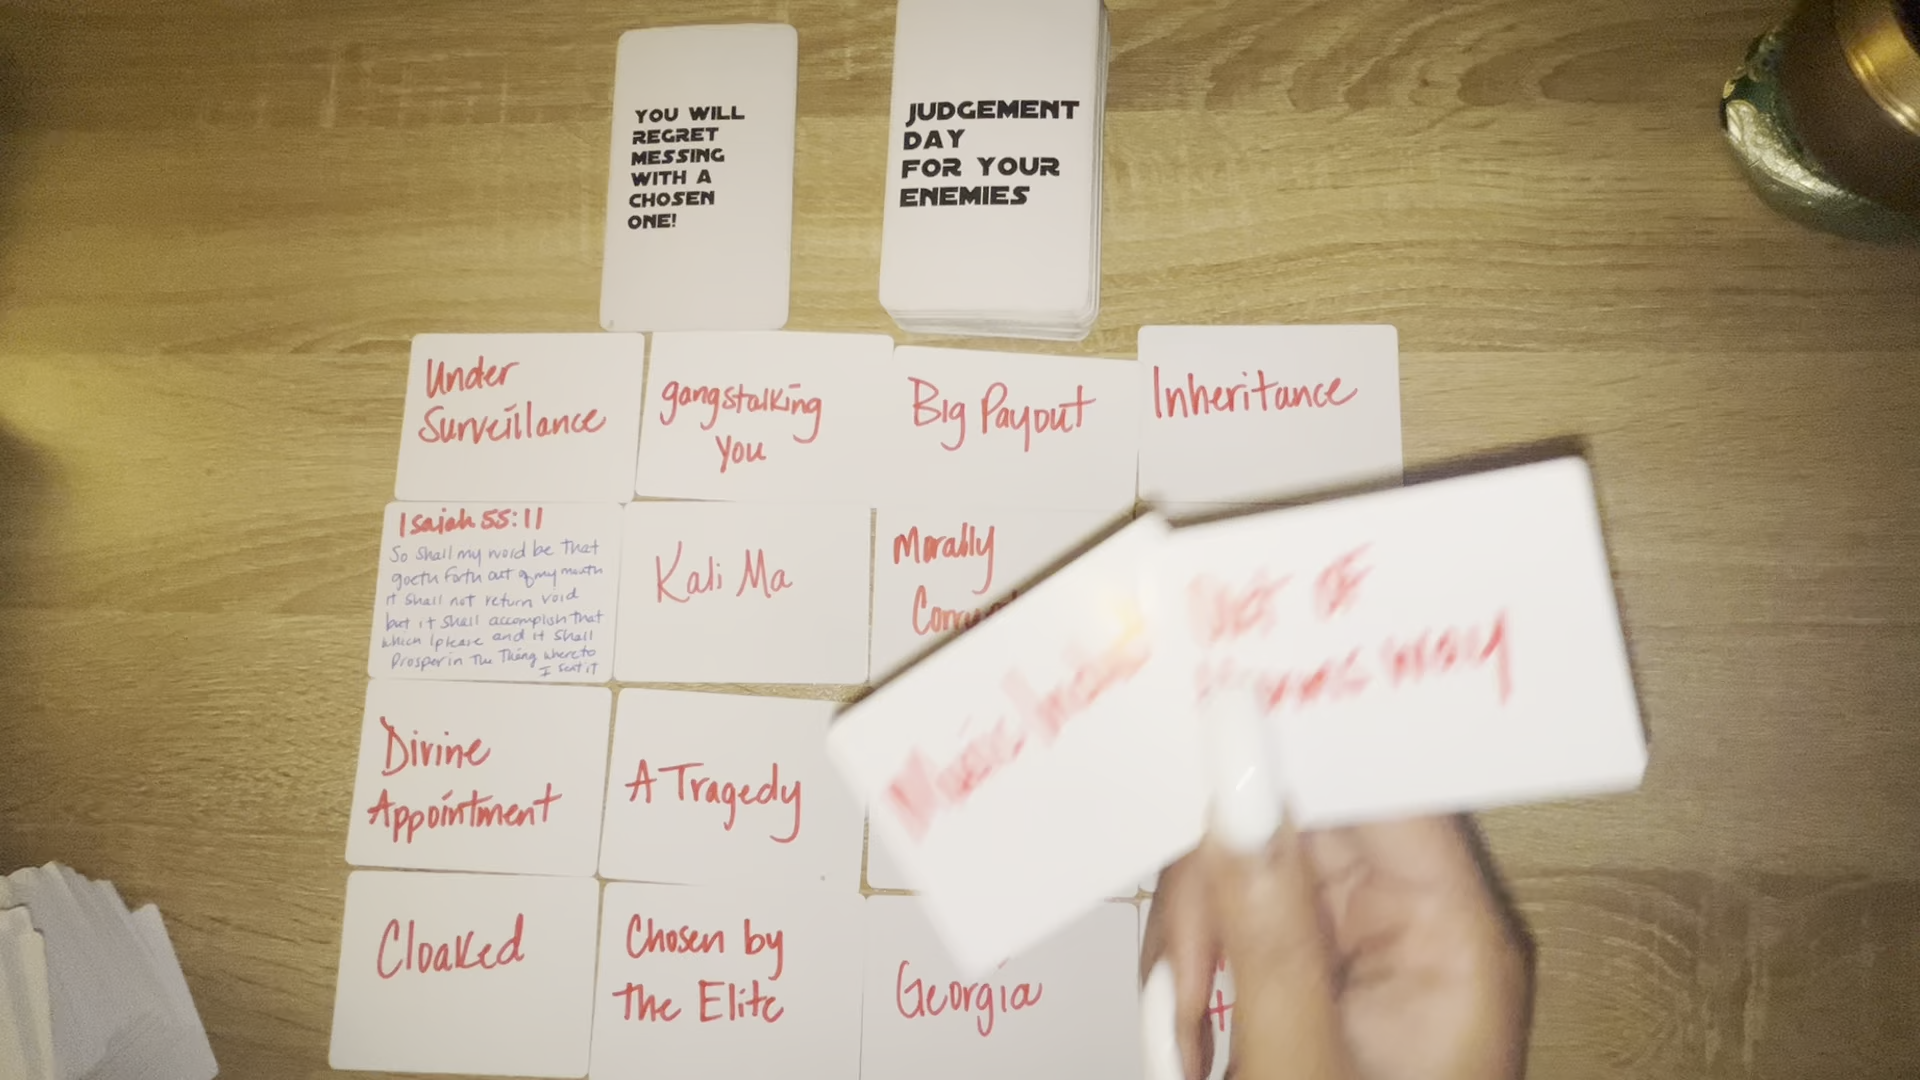 YOU WILL
REGRET
MESSING
WITH A
CHOSEN
ONE!
JUDGEMENT
DAY
FOR YOUR
ENEMIES
Under
Surveillance
gangstalking
You
Big Payout
Inheritance
Isaiah 55:11
So shall my word be that
goeth forth out of my mouth
it shall not return void
but it shall accomplish that
which I please and it shall
Prosper in The Thing whereto
I sent it
Kali Ma
Morally
Divine
Appointment
A Tragedy
Music
OF
Cloaked
Chosen by
The Elite
Georgia